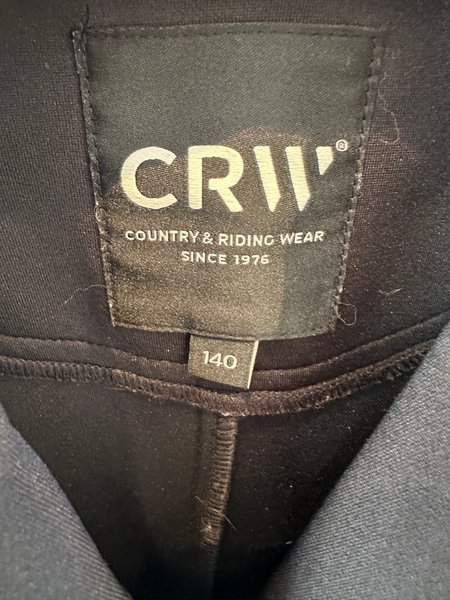 CRW®
COUNTRY & RIDING WEAR
SINCE 1976
140